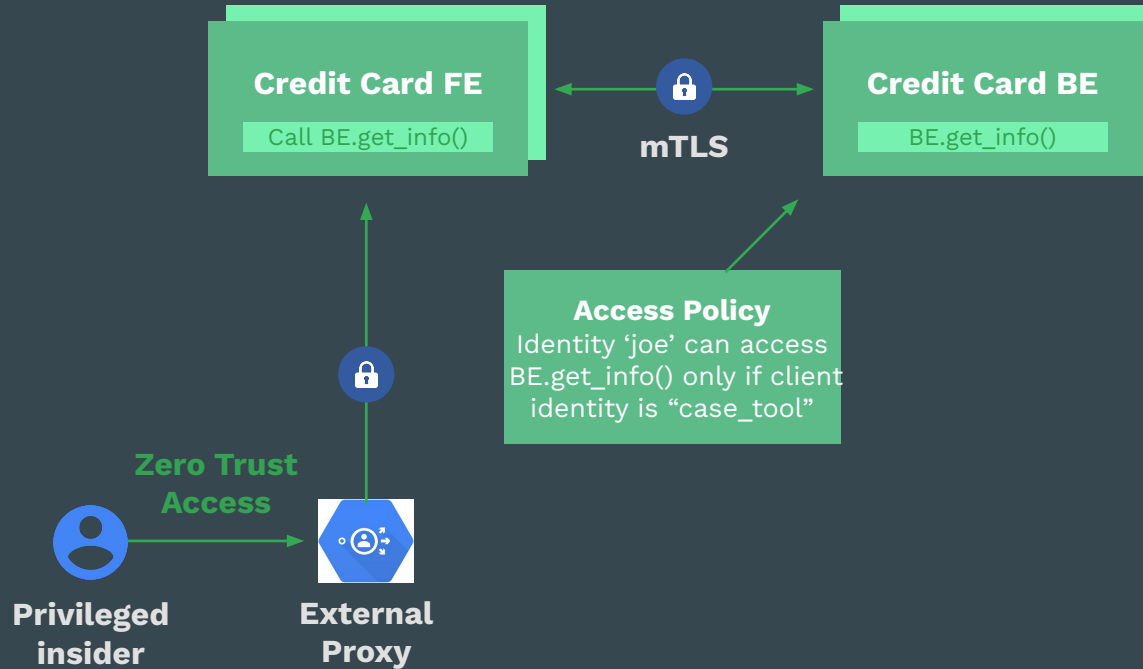 Credit Card FE
Call BE.get_info()
mTLS
Credit Card BE
BE.get_info()
Access Policy
Identity ‘joe’ can access
BE.get_info() only if client
identity is “case_tool”
Zero Trust
Access
Privileged
insider
External
Proxy